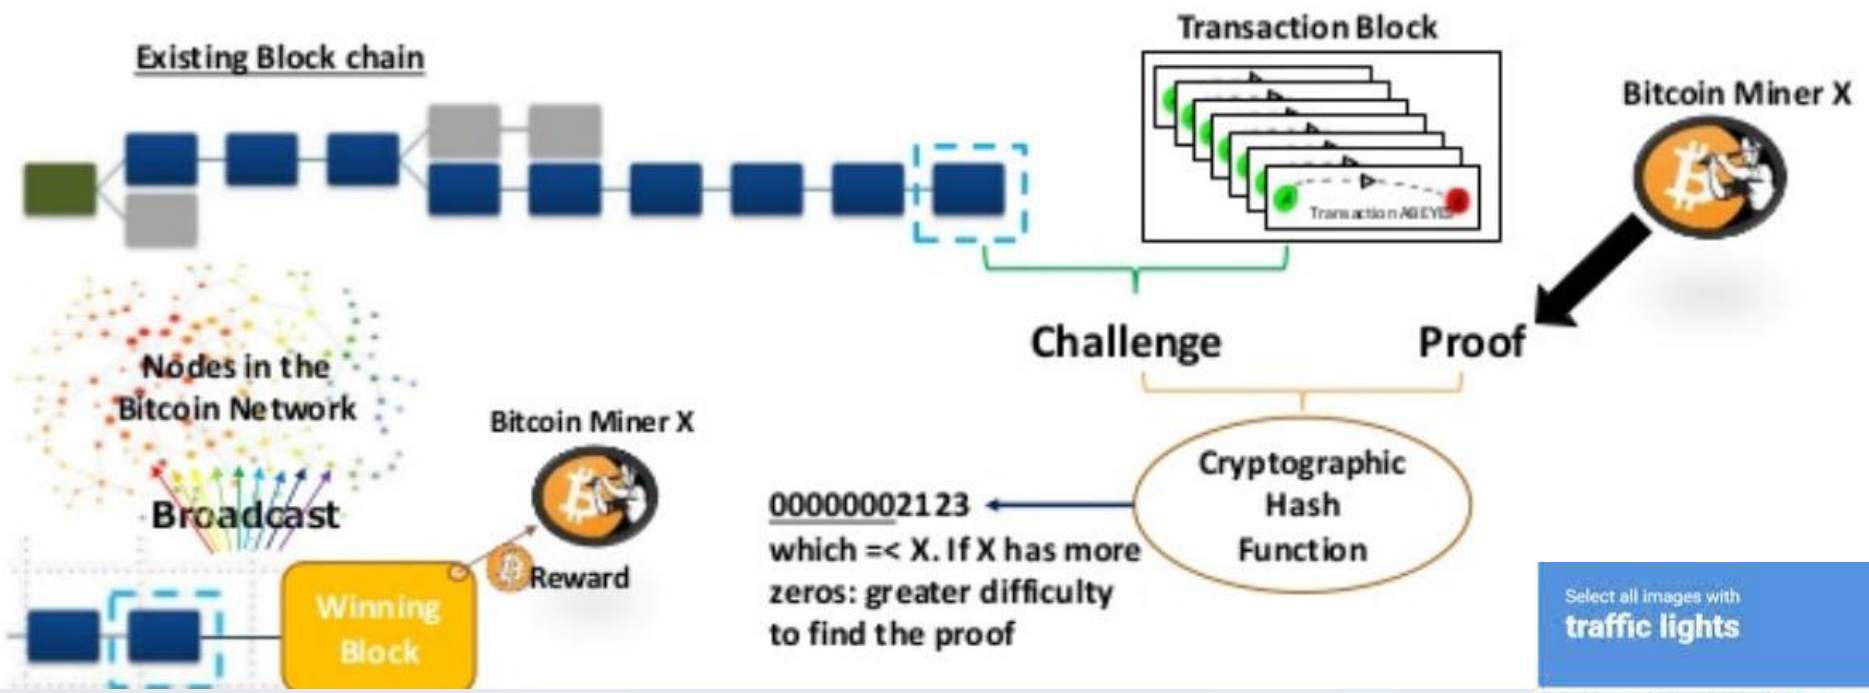 Existing Block chain
Transaction Block
Bitcoin Miner X
Challenge
Proof
Nodes in the
Bitcoin Network
Broadcast
Bitcoin Miner X
Reward
Winning
Block
Cryptographic
Hash
Function
00000002123
which =< X. If X has more
zeros: greater difficulty
to find the proof
Select all images with
traffic lights